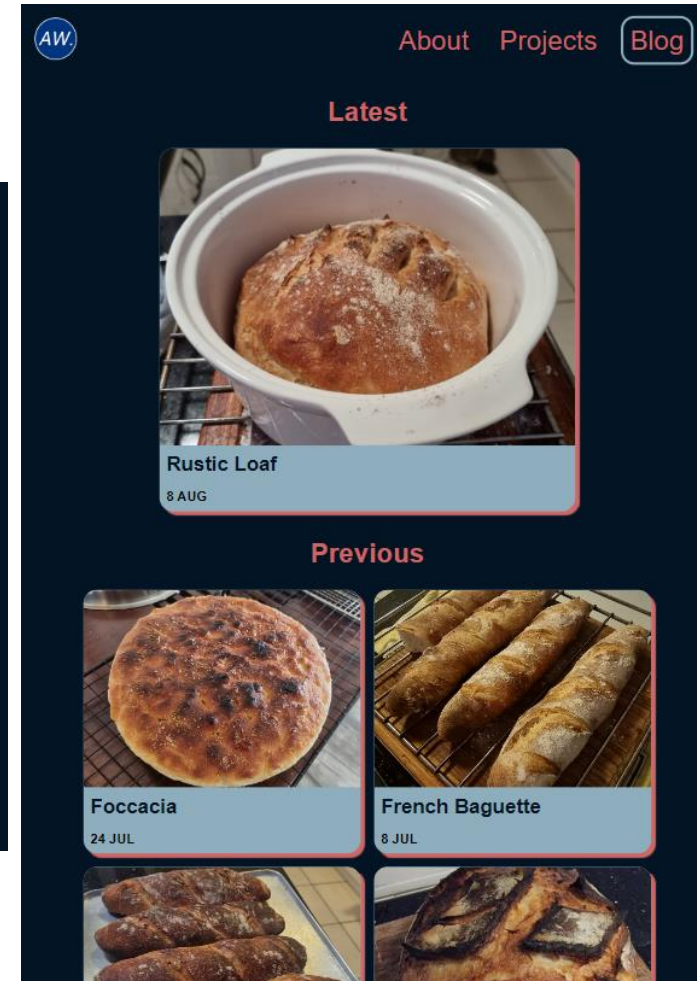 AW.
About Projects Blog
Latest
Rustic Loaf
8 AUG
Previous
Foccacia
24 JUL
French Baguette
8 JUL